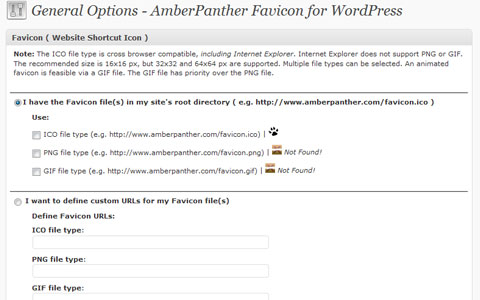 General Options - AmberPanther Favicon for WordPress
Favicon ( Website Shortcut Icon )
Note: The ICO file type is cross browser compatible, including Internet Explorer. Internet Explorer does not support PNG or GIF.
The recommended size is 16x16 px, but 32x32 and 64x64 px are supported. Multiple file types can be selected. An animated
favicon is feasible via a GIF file. The GIF file has priority over the PNG file.
I have the Favicon file(s) in my site's root directory ( e.g. http://www.amberpanther.com/favicon.ico )
Use:
ICO file type (e.g. http://www.amberpanther.com/favicon.ico) |
PNG file type (e.g. http://www.amberpanther.com/favicon.png) | Not Found!
GIF file type (e.g. http://www.amberpanther.com/favicon.gif) | Not Found!
I want to define custom URLs for my Favicon file(s)
Define Favicon URLs:
ICO file type:
PNG file type:
GIF file type: